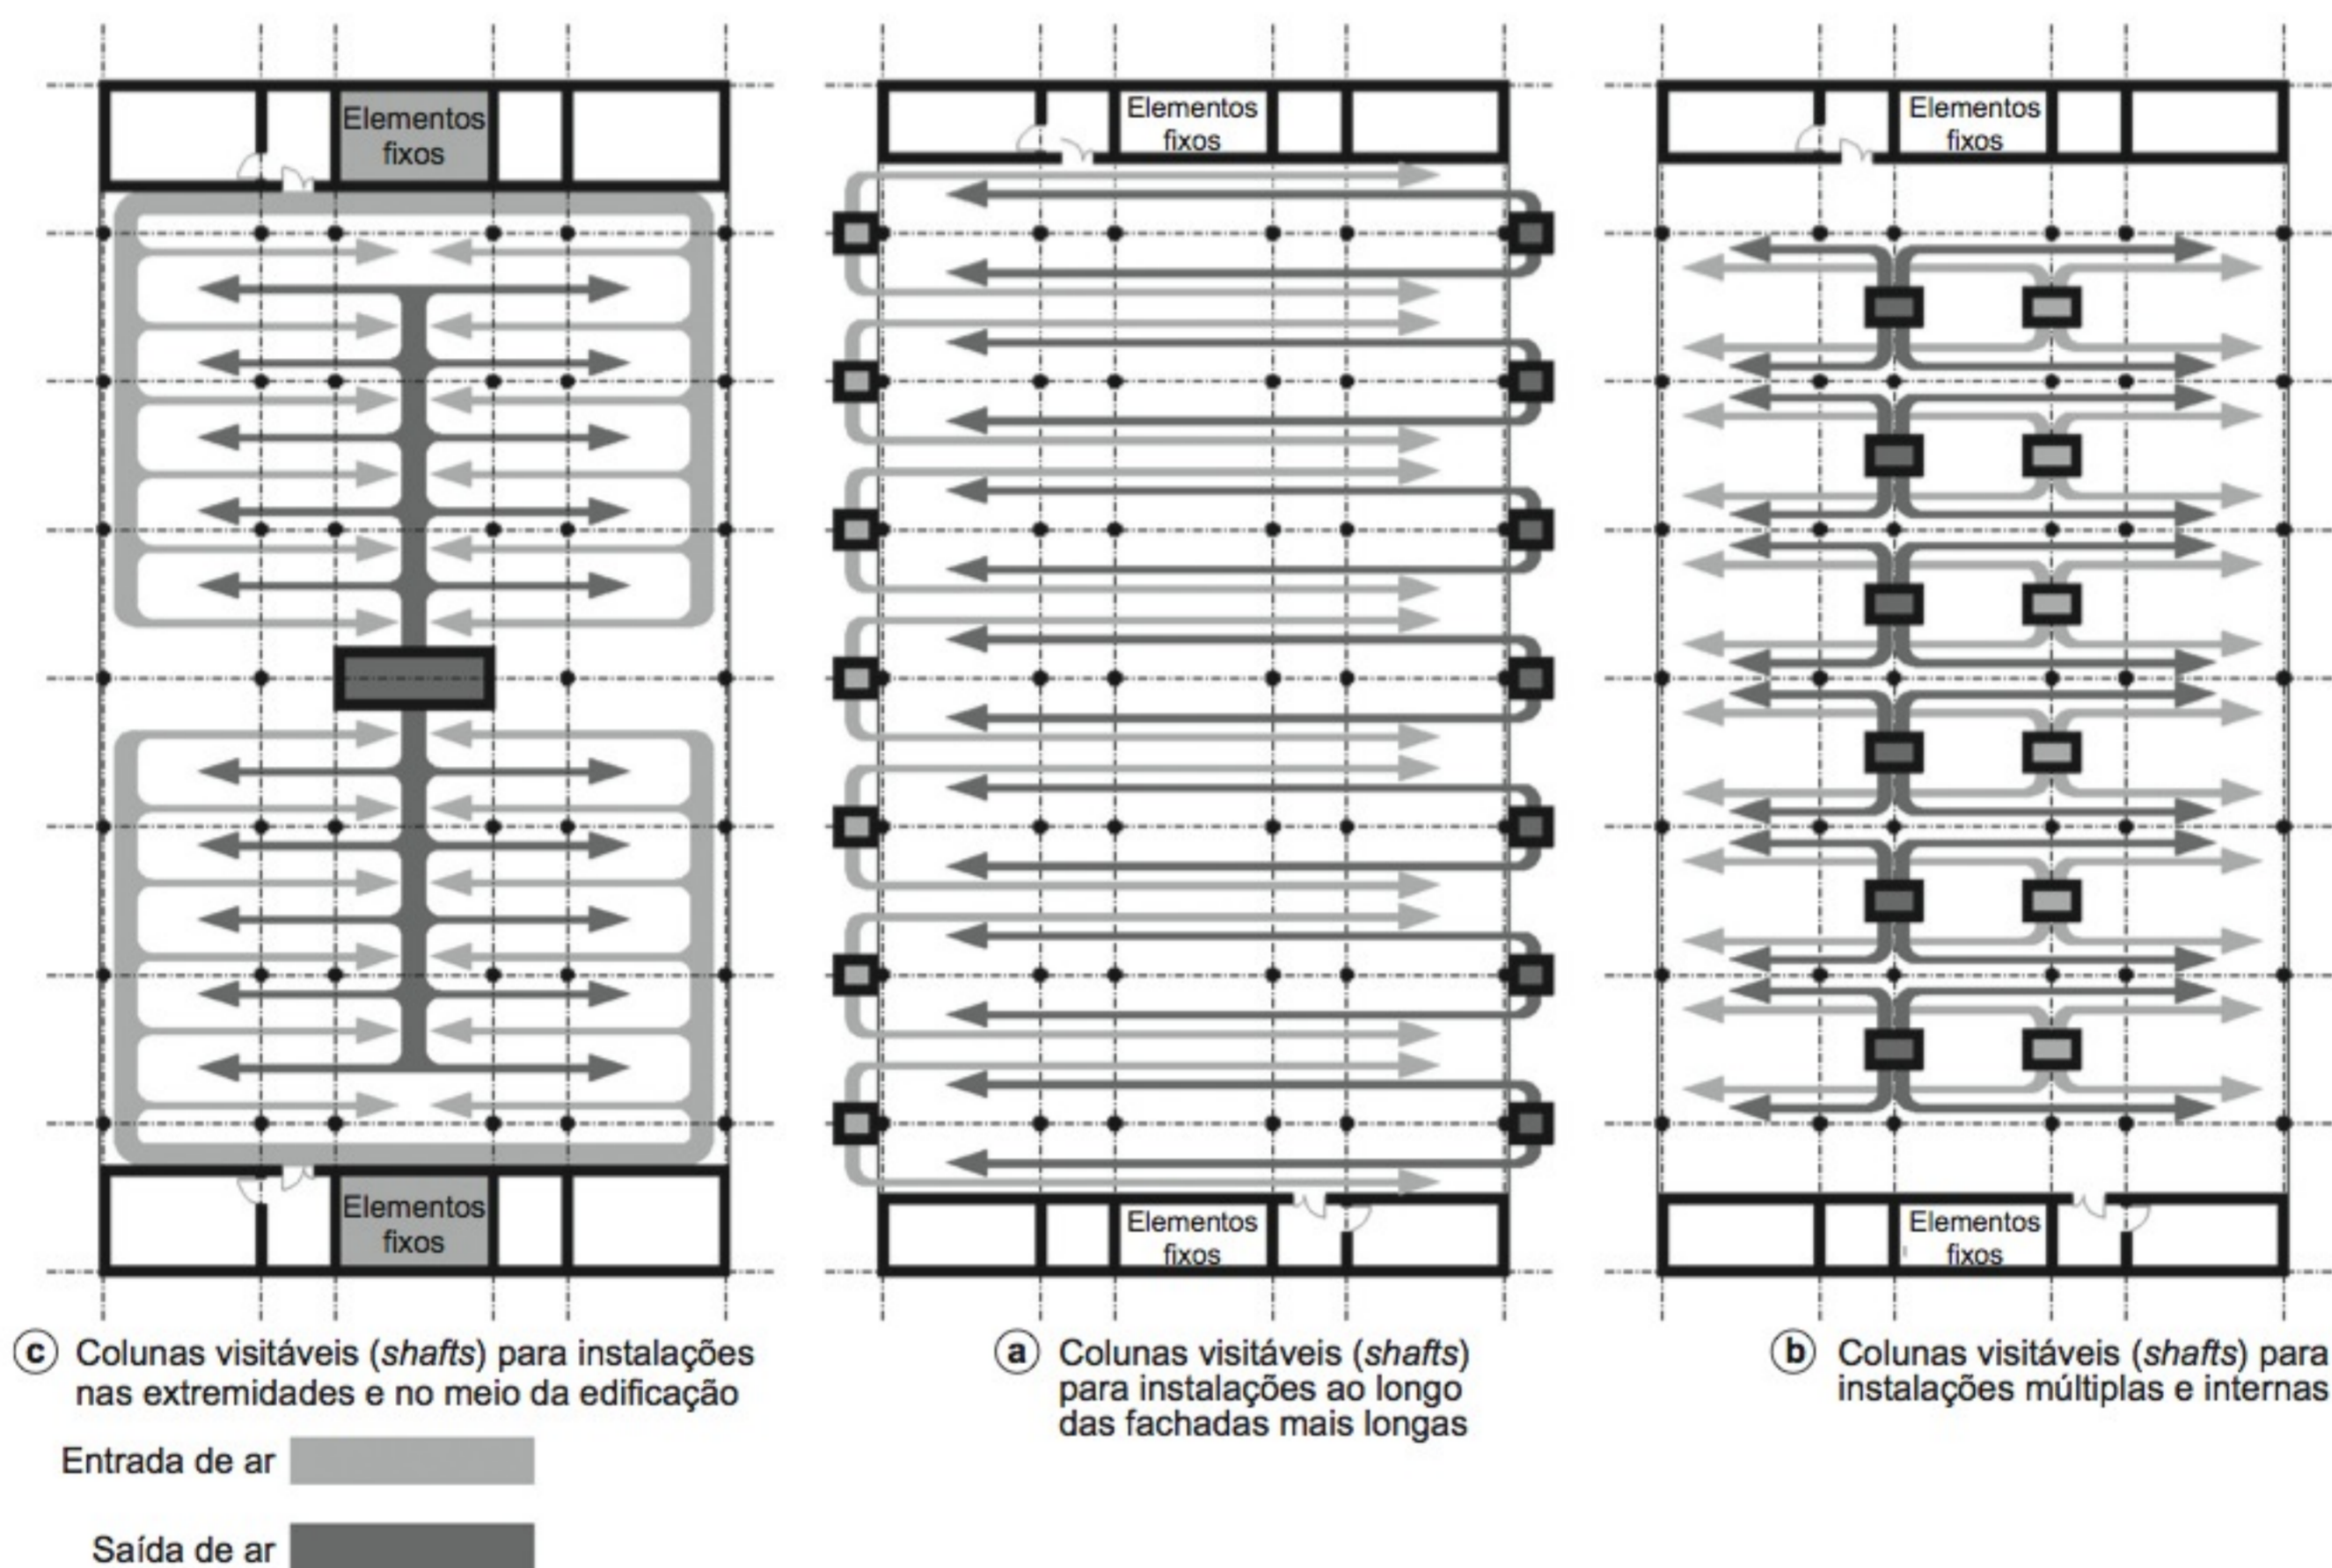 Elementos
fixos
Elementos
fixos
Elementos
fixos
Elementos
fixos
Elementos
fixos
Elementos
fixos
c Colunas visitáveis (shafts) para instalações
nas extremidades e no meio da edificação
a Colunas visitáveis (shafts)
para instalações ao longo
das fachadas mais longas
b Colunas visitáveis (shafts) para
instalações múltiplas e internas
Entrada de ar
Saída de ar